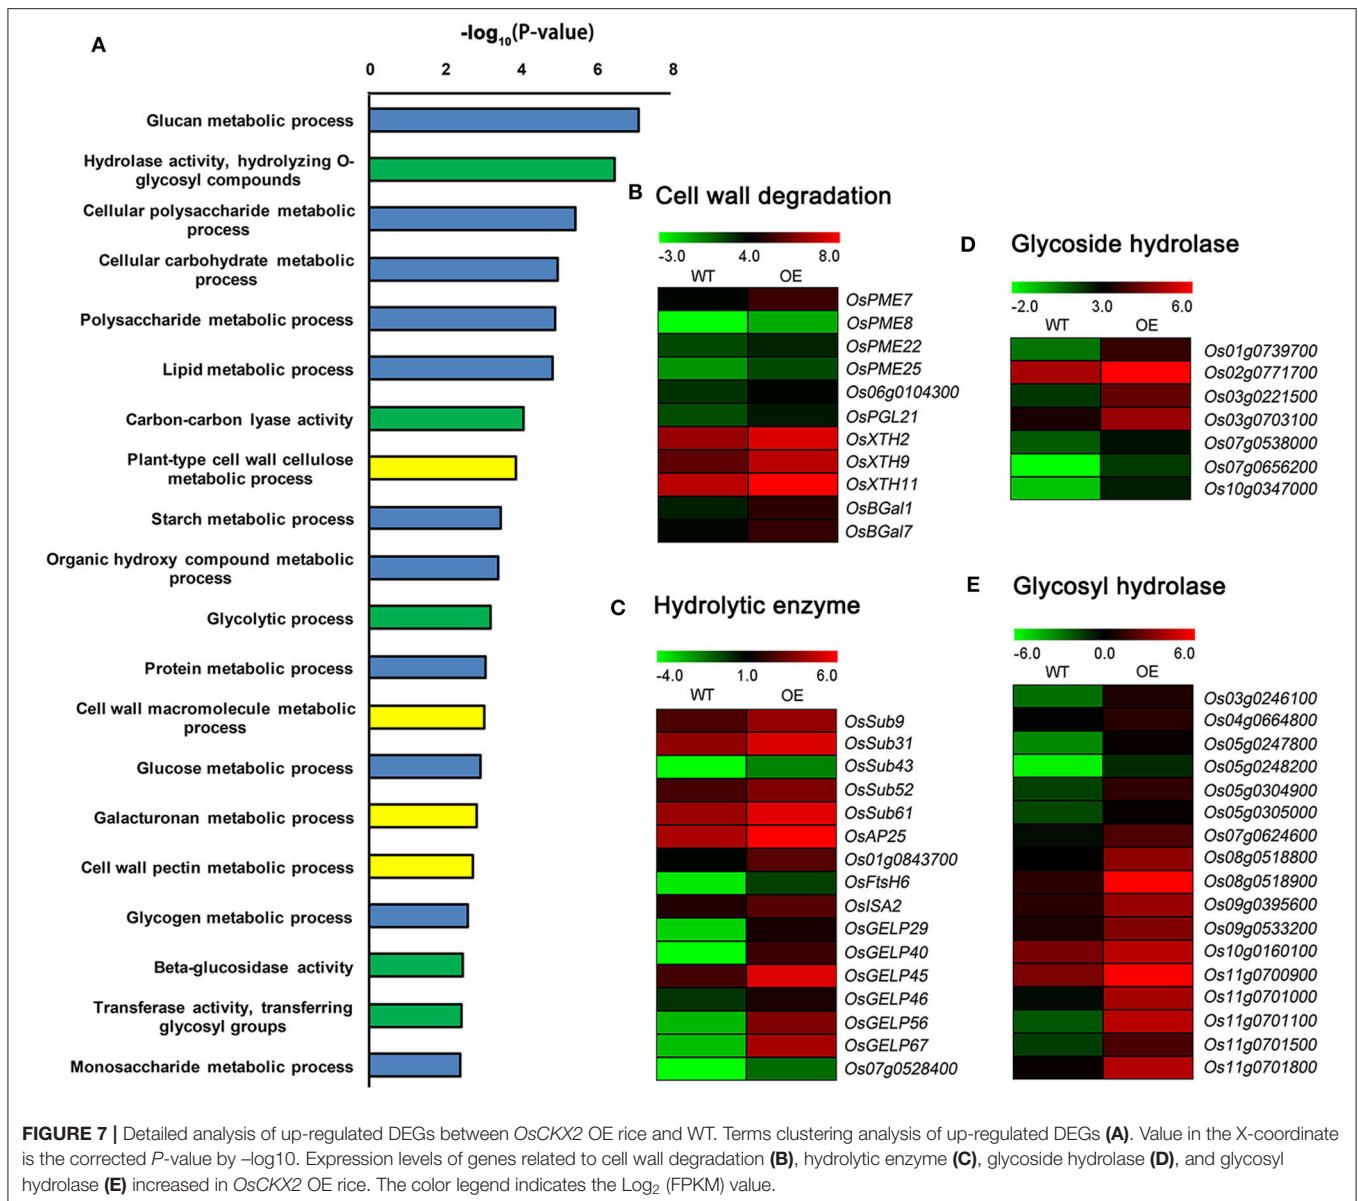 A
-log10(P-value)
0 2 4 6 8
Glucan metabolic process
Hydrolase activity, hydrolyzing O-
glycosyl compounds
Cellular polysaccharide metabolic
process
Cellular carbohydrate metabolic
process
Polysaccharide metabolic process
Lipid metabolic process
Carbon-carbon lyase activity
Plant-type cell wall cellulose
metabolic process
Starch metabolic process
Organic hydroxy compound metabolic
process
Glycolytic process
Protein metabolic process
Cell wall macromolecule metabolic
process
Glucose metabolic process
Galacturonan metabolic process
Cell wall pectin metabolic process
Glycogen metabolic process
Beta-glucosidase activity
Transferase activity, transferring
glycosyl groups
Monosaccharide metabolic process
B Cell wall degradation
-3.0 4.0 8.0
WT OE
OsPME7
OsPME8
OsPME22
OsPME25
Os06g0104300
OsPGL21
OsXTH2
OsXTH9
OsXTH11
OsBGal1
OsBGal7
C Hydrolytic enzyme
-4.0 1.0 6.0
WT OE
OsSub9
OsSub31
OsSub43
OsSub52
OsSub61
OsAP25
Os01g0843700
OsFtsH6
OsISA2
OsGELP29
OsGELP40
OsGELP45
OsGELP46
OsGELP56
OsGELP67
Os07g0528400
D Glycoside hydrolase
-2.0 3.0 6.0
WT OE
Os01g0739700
Os02g0771700
Os03g0221500
Os03g0703100
Os07g0538000
Os07g0656200
Os10g0347000
E Glycosyl hydrolase
-6.0 0.0 6.0
WT OE
Os03g0246100
Os04g0664800
Os05g0247800
Os05g0248200
Os05g0304900
Os05g0305000
Os07g0624600
Os08g0518800
Os08g0518900
Os09g0395600
Os09g0533200
Os10g0160100
Os11g0700900
Os11g0701000
Os11g0701100
Os11g0701500
Os11g0701800
FIGURE 7 | Detailed analysis of up-regulated DEGs between OsCKX2 OE rice and WT. Terms clustering analysis of up-regulated DEGs (A). Value in the X-coordinate
is the corrected P-value by –log10. Expression levels of genes related to cell wall degradation (B), hydrolytic enzyme (C), glycoside hydrolase (D), and glycosyl
hydrolase (E) increased in OsCKX2 OE rice. The color legend indicates the Log2 (FPKM) value.